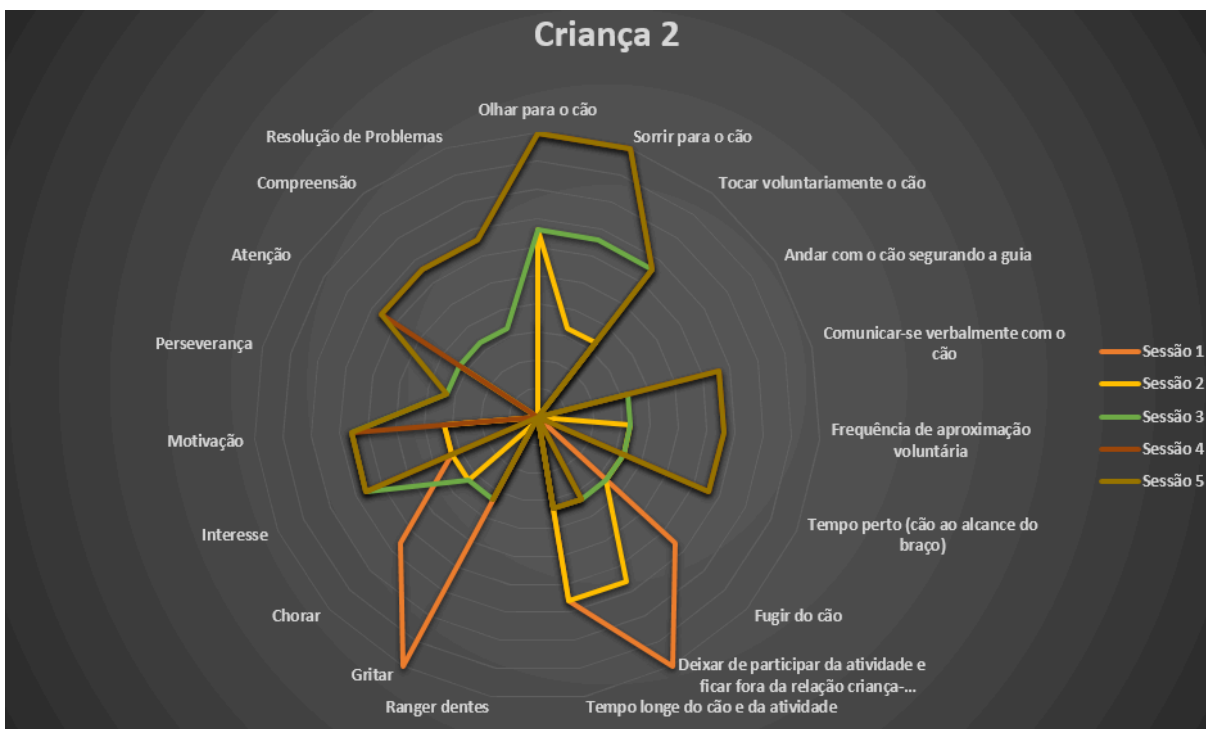 Criança 2
Olhar para o cão
Sorrir para o cão
Tocar voluntariamente o cão
Andar com o cão segurando a guia
Comunicar-se verbalmente com o
cão
Frequência de aproximação
voluntária
Tempo perto (cão ao alcance do
braço)
Fugir do cão
Deixar de participar da atividade e
ficar fora da relação criança-...
Tempo longe do cão e da atividade
Ranger dentes
Gritar
Chorar
Interesse
Motivação
Perseverança
Atenção
Compreensão
Resolução de Problemas
Sessão 1
Sessão 2
Sessão 3
Sessão 4
Sessão 5